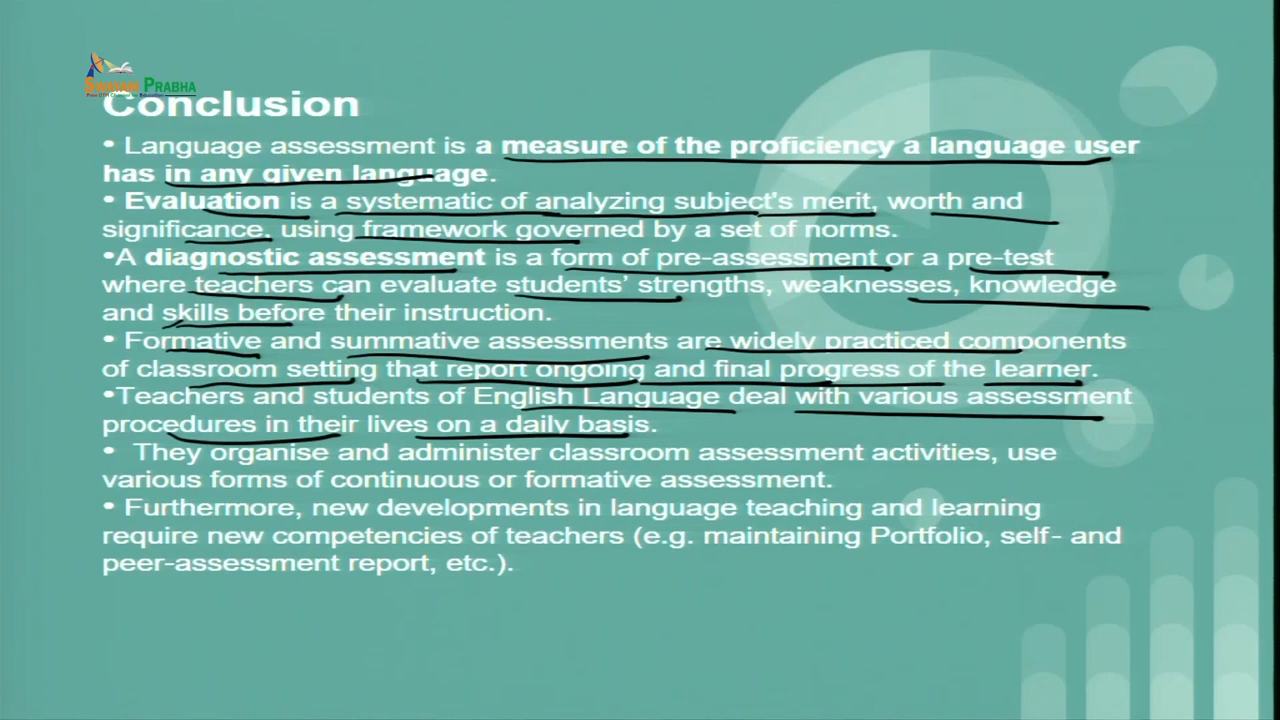 SWAYAM PRABHA
Conclusion
• Language assessment is a measure of the proficiency a language user
has in any given language.
• Evaluation is a systematic of analyzing subject's merit, worth and
significance, using framework governed by a set of norms.
•A diagnostic assessment is a form of pre-assessment or a pre-test
where teachers can evaluate students' strengths, weaknesses, knowledge
and skills before their instruction.
• Formative and summative assessments are widely practiced components
of classroom setting that report ongoing and final progress of the learner.
•Teachers and students of English Language deal with various assessment
procedures in their lives on a daily basis.
• They organise and administer classroom assessment activities, use
various forms of continuous or formative assessment.
• Furthermore, new developments in language teaching and learning
require new competencies of teachers (e.g. maintaining Portfolio, self- and
peer-assessment report, etc.).